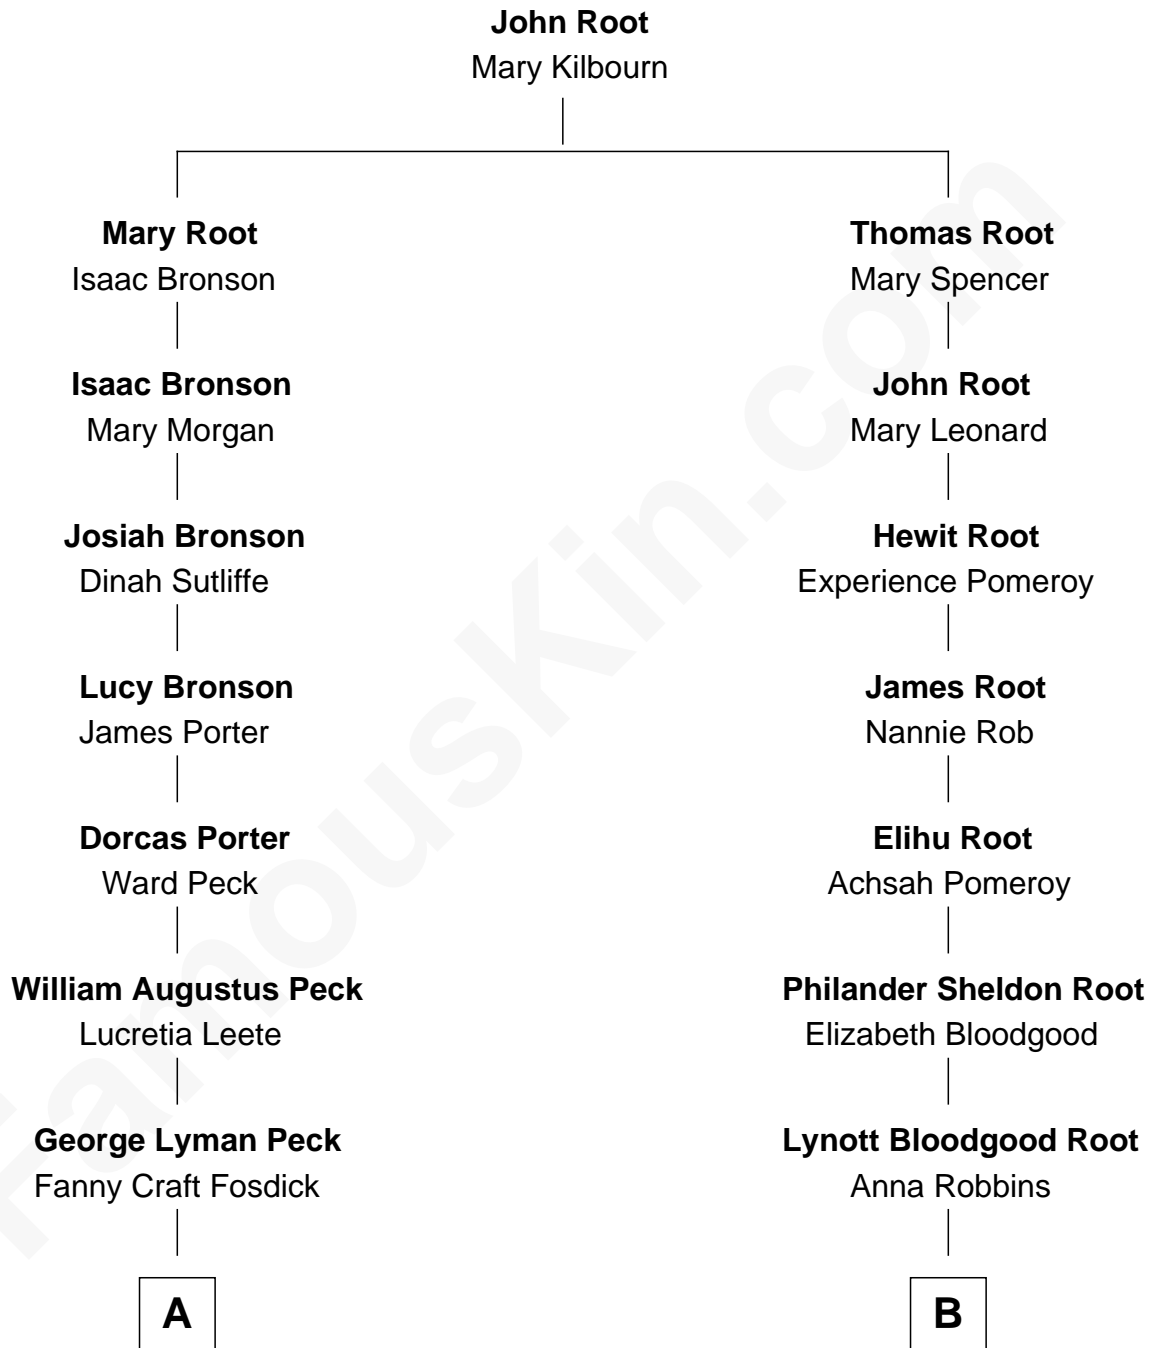 John Root
Mary Kilbourn
Mary Root
Isaac Bronson
Isaac Bronson
Mary Morgan
Josiah Bronson
Dinah Sutliffe
Lucy Bronson
James Porter
Dorcas Porter
Ward Peck
William Augustus Peck
Lucretia Leete
George Lyman Peck
Fanny Craft Fosdick
A
Thomas Root
Mary Spencer
John Root
Mary Leonard
Hewit Root
Experience Pomeroy
James Root
Nannie Rob
Elihu Root
Achsah Pomeroy
Philander Sheldon Root
Elizabeth Bloodgood
Lynott Bloodgood Root
Anna Robbins
B
FamousKin.com